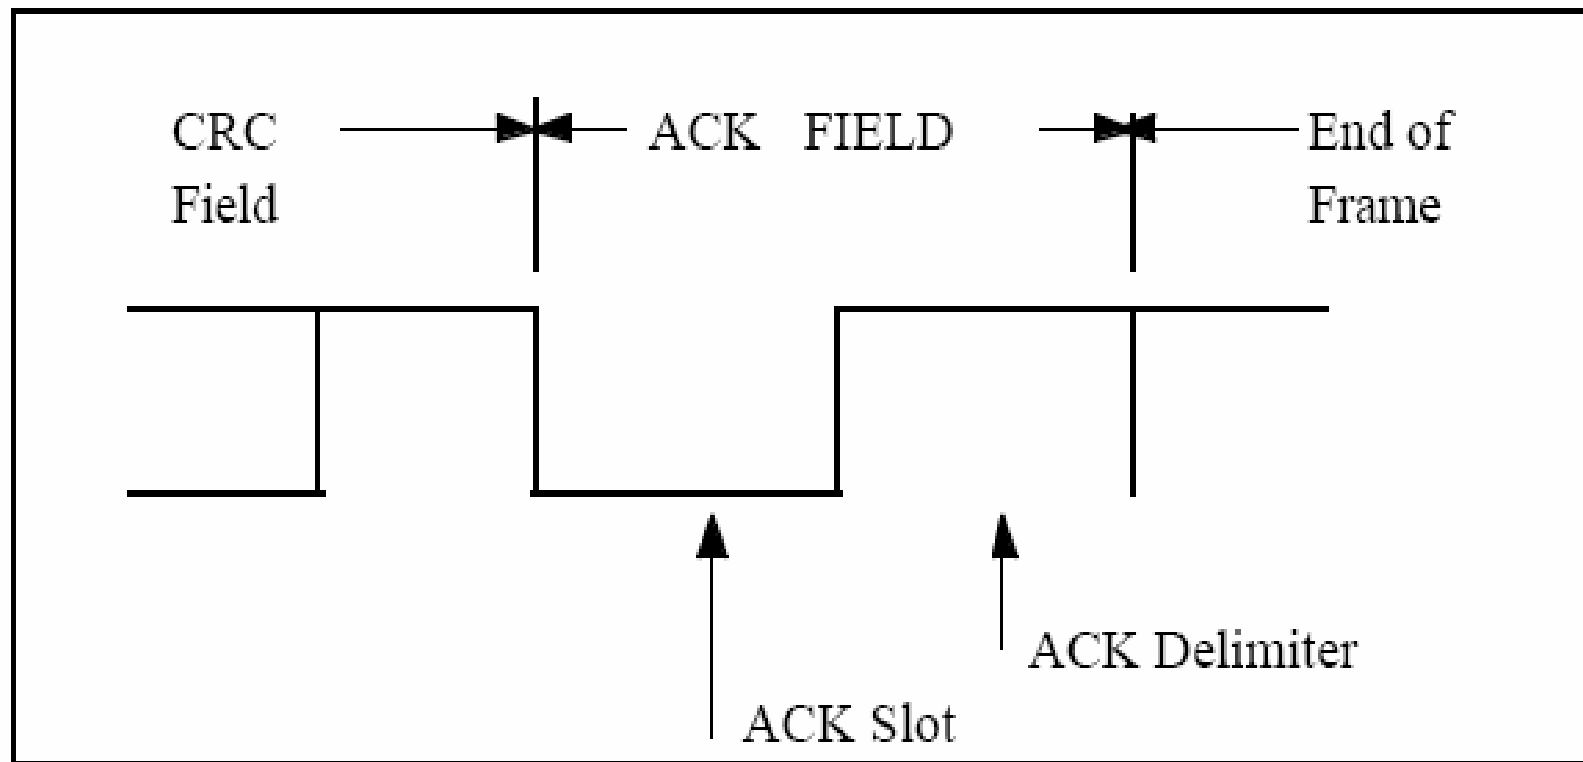 CRC ACK FIELD End of
Field Frame
ACK Delimiter
ACK Slot